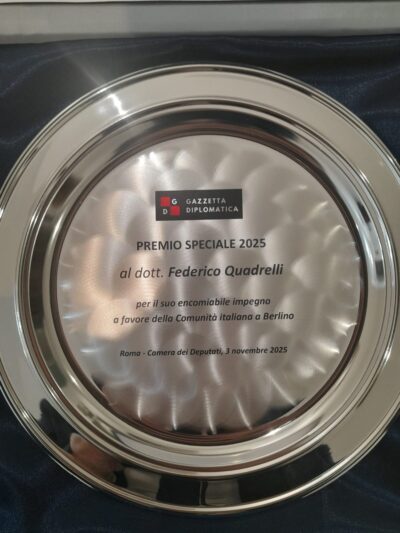 G GAZZETTA
D DIPLOMATICA
PREMIO SPECIALE 2025
al dott. Federico Quadrelli
per il suo encomiabile impegno
a favore della Comunità italiana a Berlino
Roma - Camera dei Deputati, 3 novembre 2025